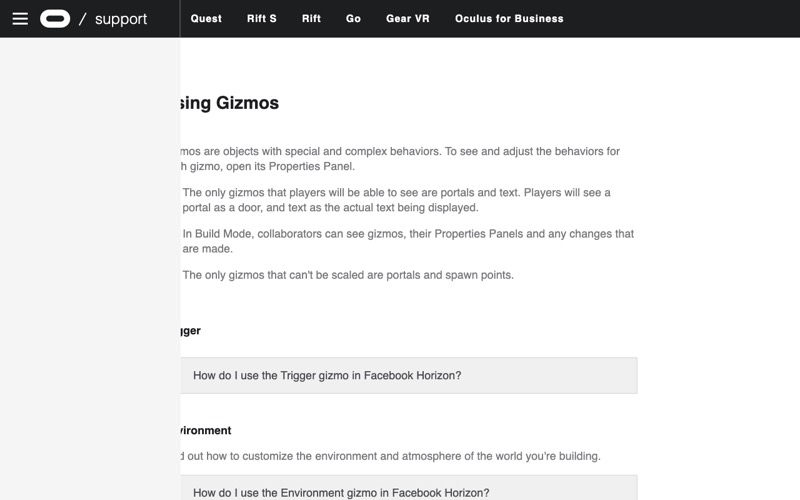 / support Quest Rift S Rift Go Gear VR Oculus for Business
sing Gizmos
mos are objects with special and complex behaviors. To see and adjust the behaviors for
h gizmo, open its Properties Panel.
The only gizmos that players will be able to see are portals and text. Players will see a
portal as a door, and text as the actual text being displayed.
In Build Mode, collaborators can see gizmos, their Properties Panels and any changes that
are made.
The only gizmos that can't be scaled are portals and spawn points.
gger
How do I use the Trigger gizmo in Facebook Horizon?
vironment
d out how to customize the environment and atmosphere of the world you're building.
How do I use the Environment gizmo in Facebook Horizon?